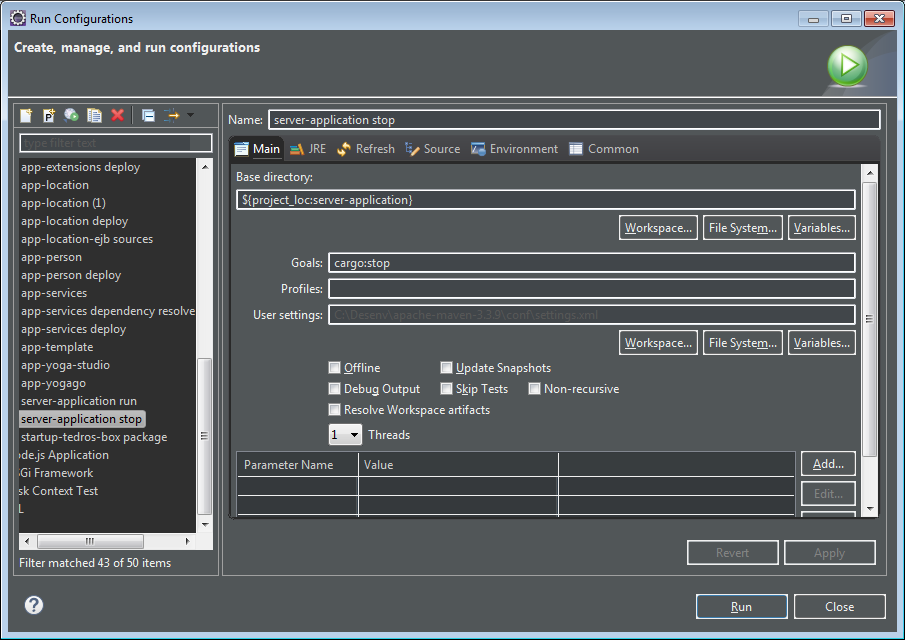 Run Configurations
Create, manage, and run configurations
type filter text
app-extensions deploy
app-location
app-location (1)
app-location deploy
app-location-ejb sources
app-person
app-person deploy
app-services
app-services dependency resolve
app-services deploy
app-template
app-yoga-studio
app-yogago
server-application run
server-application stop
startup-tedros-box package
ode.js Application
Gi Framework
sk Context Test
L
Filter matched 43 of 50 items
Name: server-application stop
Main JRE Refresh Source Environment Common
Base directory:
${project_loc:server-application}
Workspace... File System... Variables...
Goals: cargo:stop
Profiles:
User settings: C:\Desenv\apache-maven-3.3.9\conf\settings.xml
Workspace... File System... Variables...
Offline Update Snapshots
Debug Output Skip Tests Non-recursive
Resolve Workspace artifacts
1 Threads
Parameter Name Value Add...
Edit...
Revert Apply
Run Close